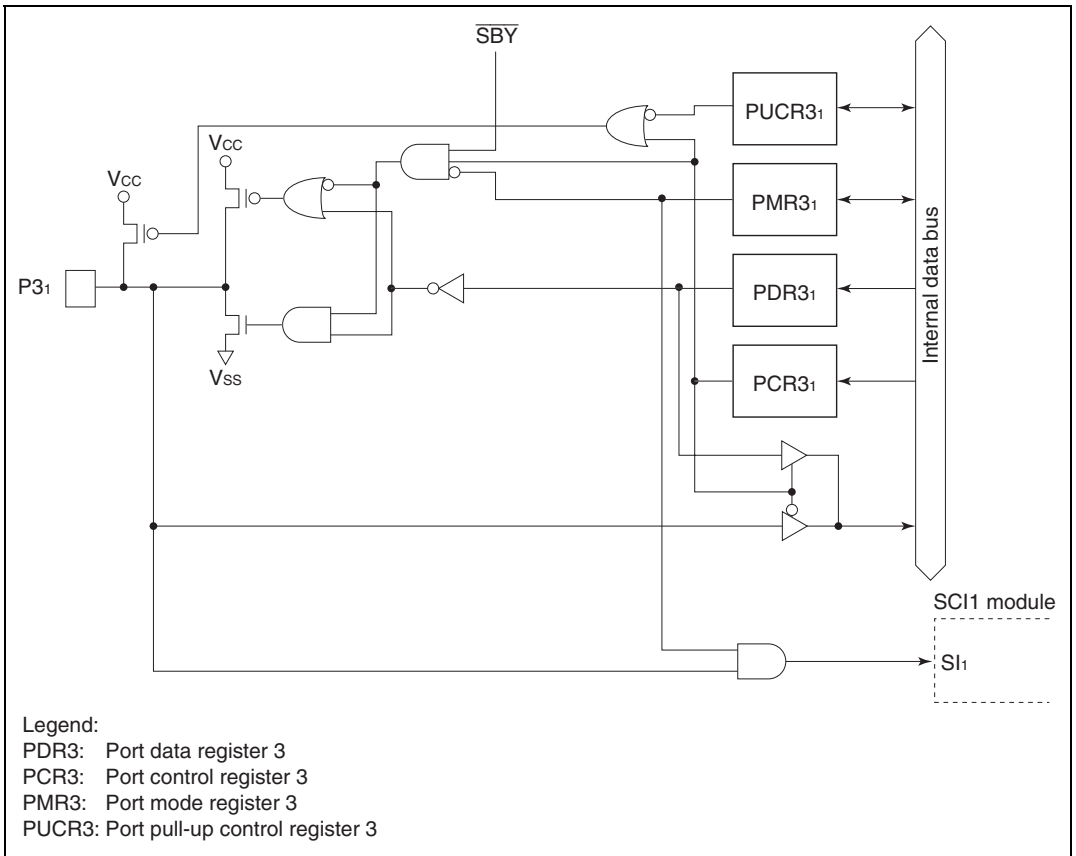 SBY
PUCR31
VCC
VCC
PMR31
P31
PDR31
Internal data bus
PCR31
VSS
SCI1 module
SI1
Legend:
PDR3: Port data register 3
PCR3: Port control register 3
PMR3: Port mode register 3
PUCR3: Port pull-up control register 3